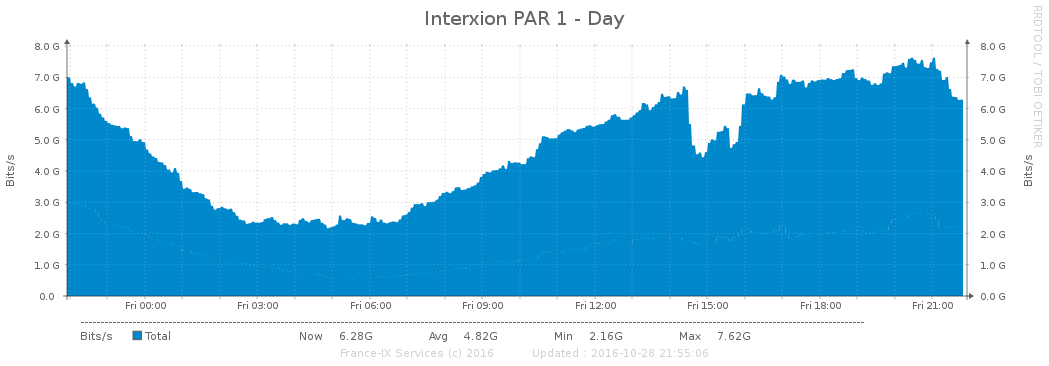 Interxion PAR 1 - Day
RRDTOOL / TOBI OETIKER
8.0 G 8.0 G
7.0 G 7.0 G
6.0 G 6.0 G
5.0 G 5.0 G
4.0 G 4.0 G
3.0 G 3.0 G
2.0 G 2.0 G
1.0 G 1.0 G
0.0 0.0 G
Bits/s
Bits/s
Fri 00:00 Fri 03:00 Fri 06:00 Fri 09:00 Fri 12:00 Fri 15:00 Fri 18:00 Fri 21:00
Bits/s Total Now 6.28G Avg 4.82G Min 2.16G Max 7.62G
France-IX Services (c) 2016 Updated : 2016-10-28 21:55:06